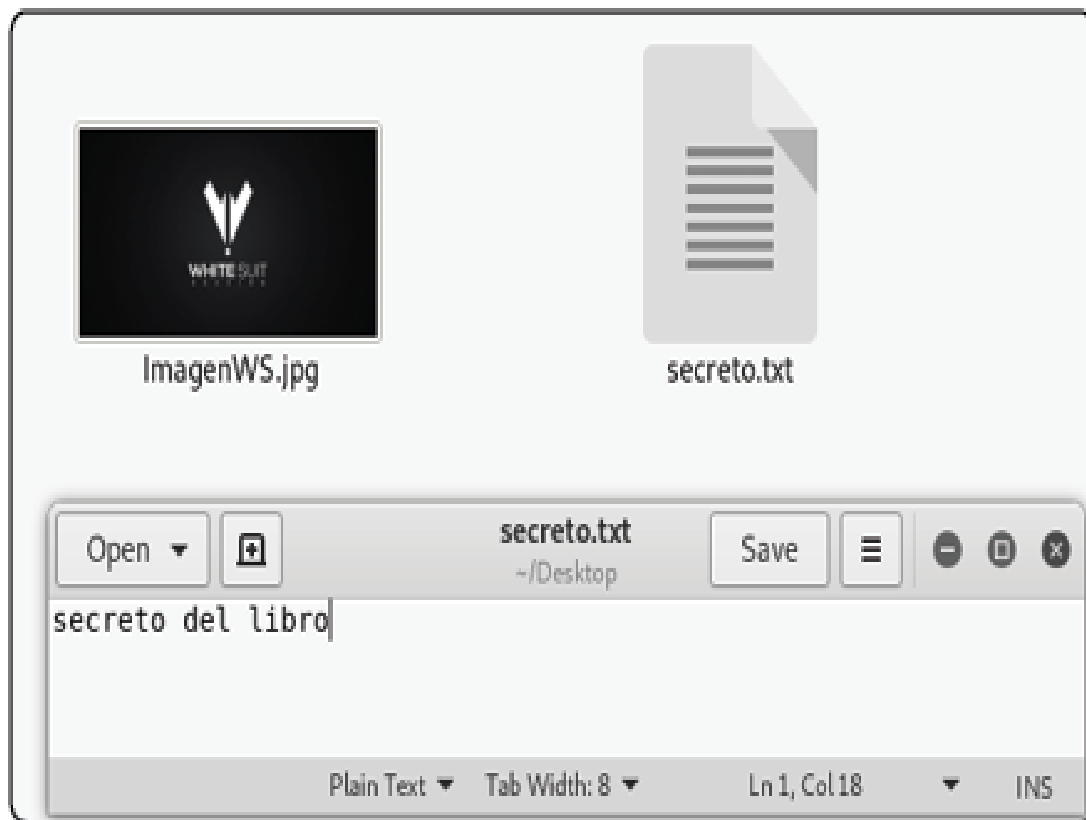 WHITE SUIT
ImagenWS.jpg
secreto.txt
Open
secreto.txt
Save
~/Desktop
secreto del libro
Plain Text Tab Width: 8 Ln 1, Col 18 INS